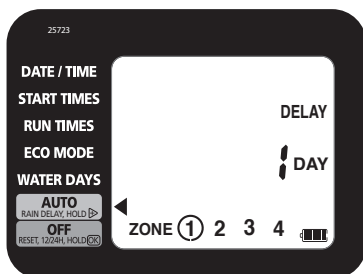 25723
DATE / TIME
START TIMES
RUN TIMES
ECO MODE
WATER DAYS
AUTO
RAIN DELAY, HOLD
OFF
RESET, 12/24H, HOLD OK
DELAY
1 DAY
ZONE 1 2 3 4